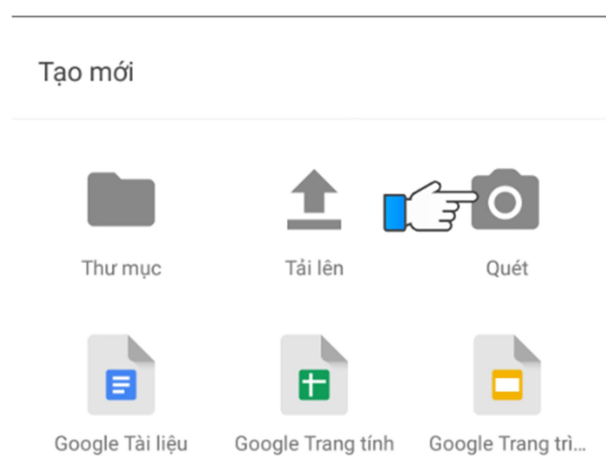 Tạo mới
Thư mục
Tải lên
Quét
Google Tài liệu
Google Trang tính
Google Trang trì...